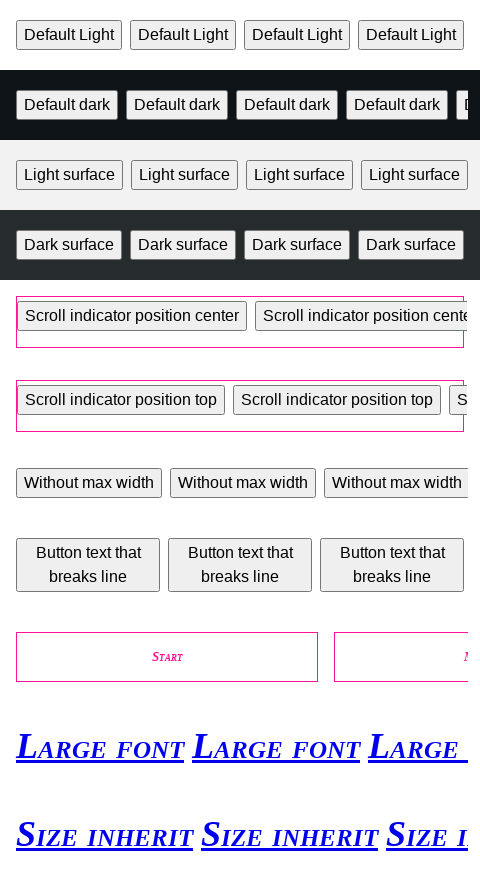 Default Light Default Light Default Light Default Light
Default dark Default dark Default dark Default dark
Light surface Light surface Light surface Light surface
Dark surface Dark surface Dark surface Dark surface
Scroll indicator position center Scroll indicator position cente
Scroll indicator position top Scroll indicator position top S
Without max width Without max width Without max width
Button text that Button text that Button text that
breaks line breaks line breaks line
Start
Large font Large font Large
Size inherit Size inherit Size